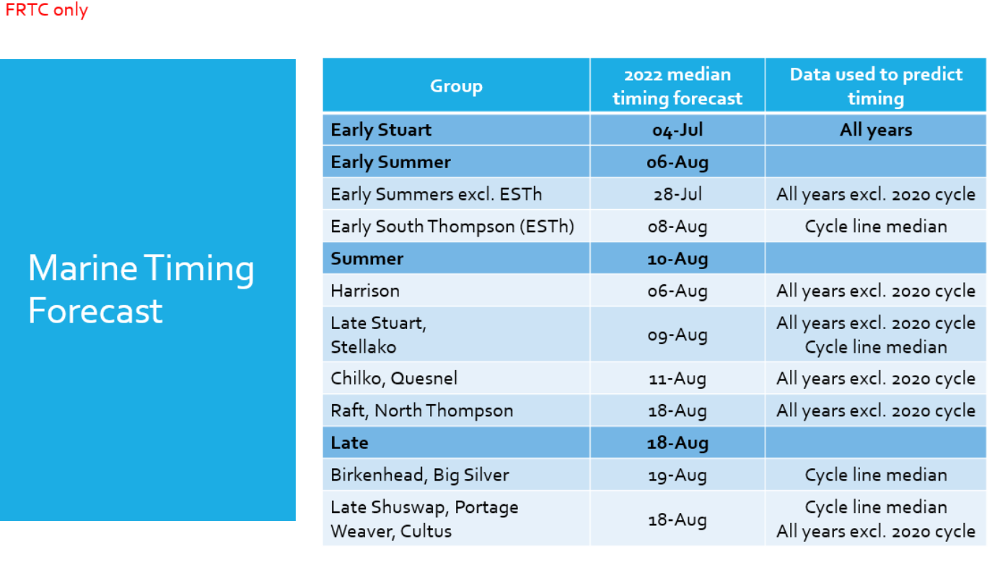 FRTC only
Marine Timing
Forecast
Group
2022 median
timing forecast
Data used to predict
timing
Early Stuart
04-Jul
All years
Early Summer
06-Aug
Early Summers excl. ESTh
28-Jul
All years excl. 2020 cycle
Early South Thompson (ESTh)
08-Aug
Cycle line median
Summer
10-Aug
Harrison
06-Aug
All years excl. 2020 cycle
Late Stuart,
Stellako
09-Aug
All years excl. 2020 cycle
Cycle line median
Chilko, Quesnel
11-Aug
All years excl. 2020 cycle
Raft, North Thompson
18-Aug
All years excl. 2020 cycle
Late
18-Aug
Birkenhead, Big Silver
19-Aug
Cycle line median
Late Shuswap, Portage
Weaver, Cultus
18-Aug
Cycle line median
All years excl. 2020 cycle